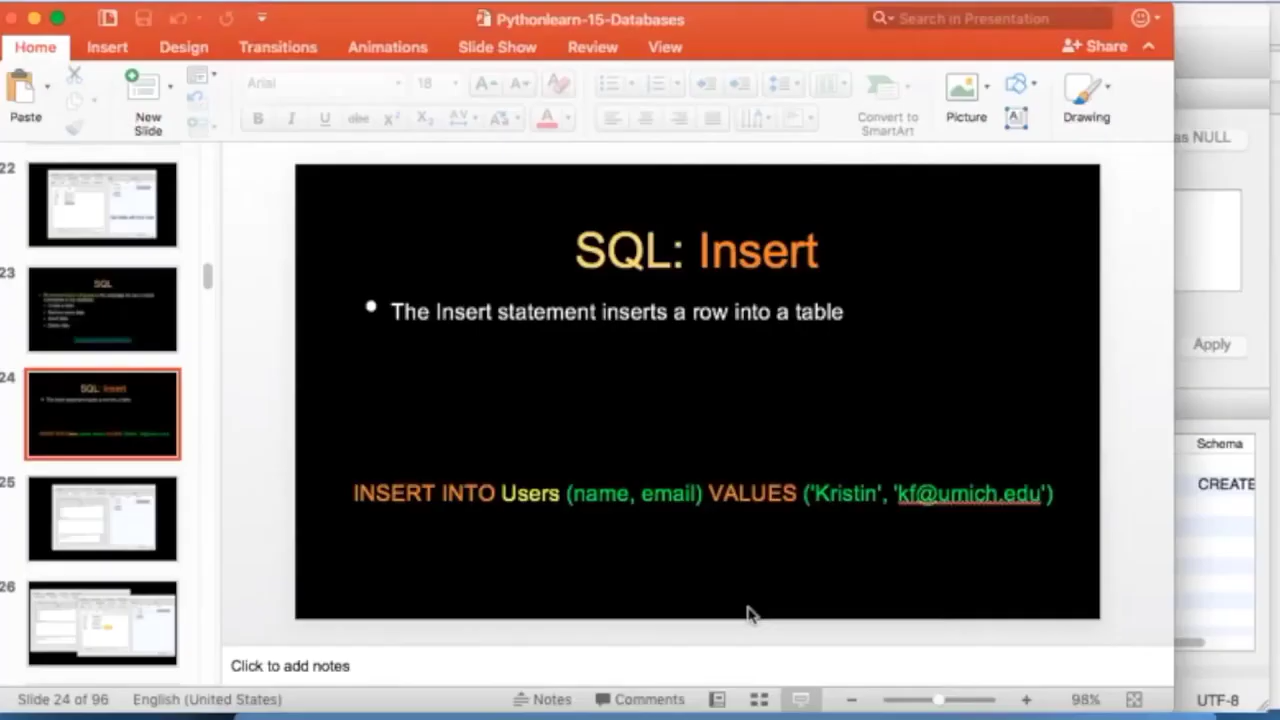 Pythonlearn-15-Databases
Search in Presentation
Home Insert Design Transitions Animations Slide Show Review View
Share
Paste
New
Slide
Arial 18
Convert to
SmartArt
Picture
Drawing
as NULL
Apply
Schema
CREATE
UTF-8
22
23
SQL
24
SQL: Insert
25
26
SQL: Insert
• The Insert statement inserts a row into a table
INSERT INTO Users (name, email) VALUES ('Kristin', 'kf@umich.edu')
Click to add notes
Slide 24 of 96 English (United States) Notes Comments 98%